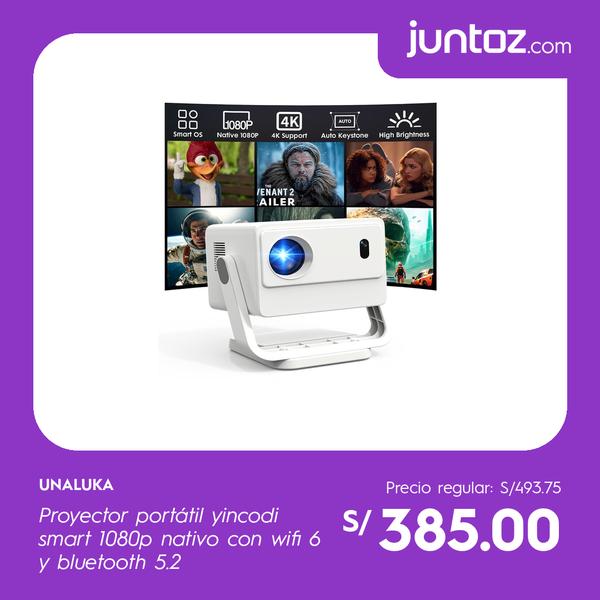 juntoz.com
Smart OS
1080P
Native 1080P
4K
4K Support
AUTO
Auto Keystone
High Brightness
THE
VENANT 2
AILER
UNALUKA
Proyector portátil yincodi
smart 1080p nativo con wifi 6
y bluetooth 5.2
Precio regular: S/493.75
S/ 385.00